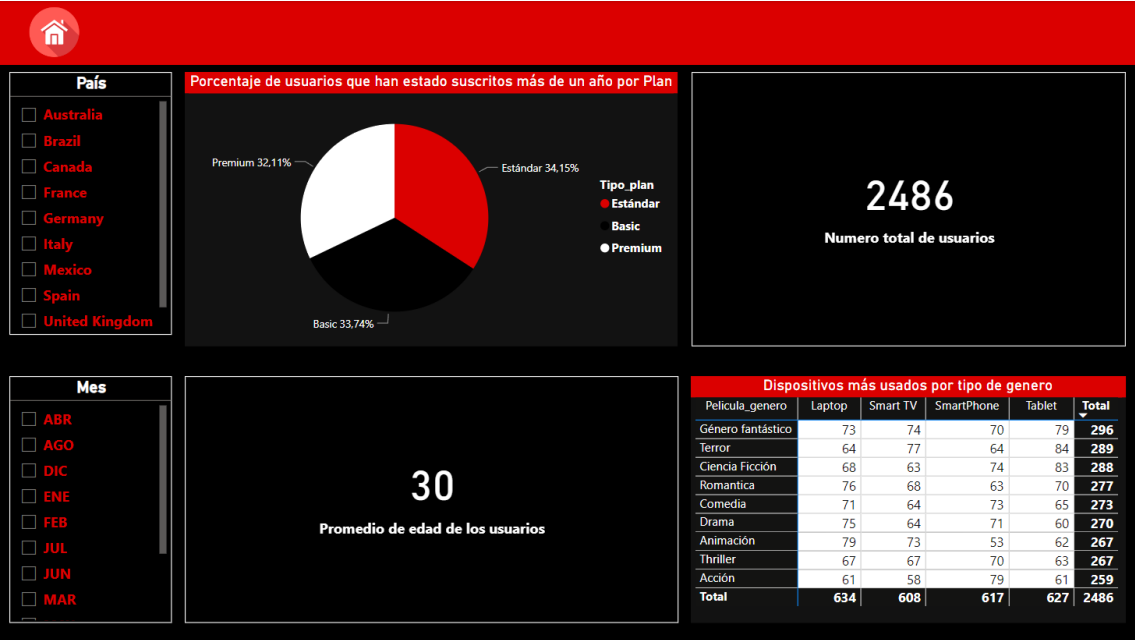 País
Australia
Brazil
Canada
France
Germany
Italy
Mexico
Spain
United Kingdom
Porcentaje de usuarios que han estado suscritos más de un año por Plan
Premium 32,11%
Estándar 34,15%
Basic 33,74%
Tipo_plan
Estándar
Basic
Premium
2486
Numero total de usuarios
Mes
ABR
AGO
DIC
ENE
FEB
JUL
JUN
MAR
30
Promedio de edad de los usuarios
Dispositivos más usados por tipo de genero
Pelicula_genero Laptop Smart TV SmartPhone Tablet Total
Género fantástico 73 74 70 79 296
Terror 64 77 64 84 289
Ciencia Ficción 68 63 74 83 288
Romantica 76 68 63 70 277
Comedia 71 64 73 65 273
Drama 75 64 71 60 270
Animación 79 73 53 62 267
Thriller 67 67 70 63 267
Acción 61 58 79 61 259
Total 634 608 617 627 2486